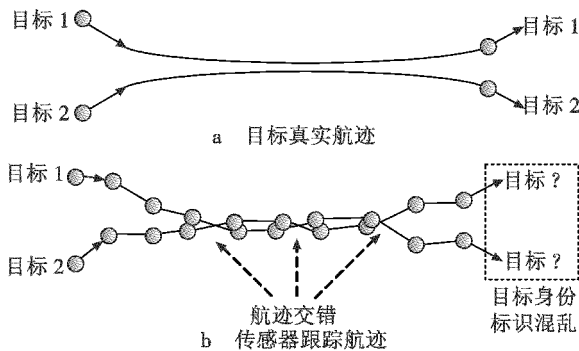 目标 1
目标 1
目标 2
目标 2
a 目标真实航迹
目标 1
目标 ?
目标 2
目标 ?
航迹交错
目标身份
标识混乱
b 传感器跟踪航迹